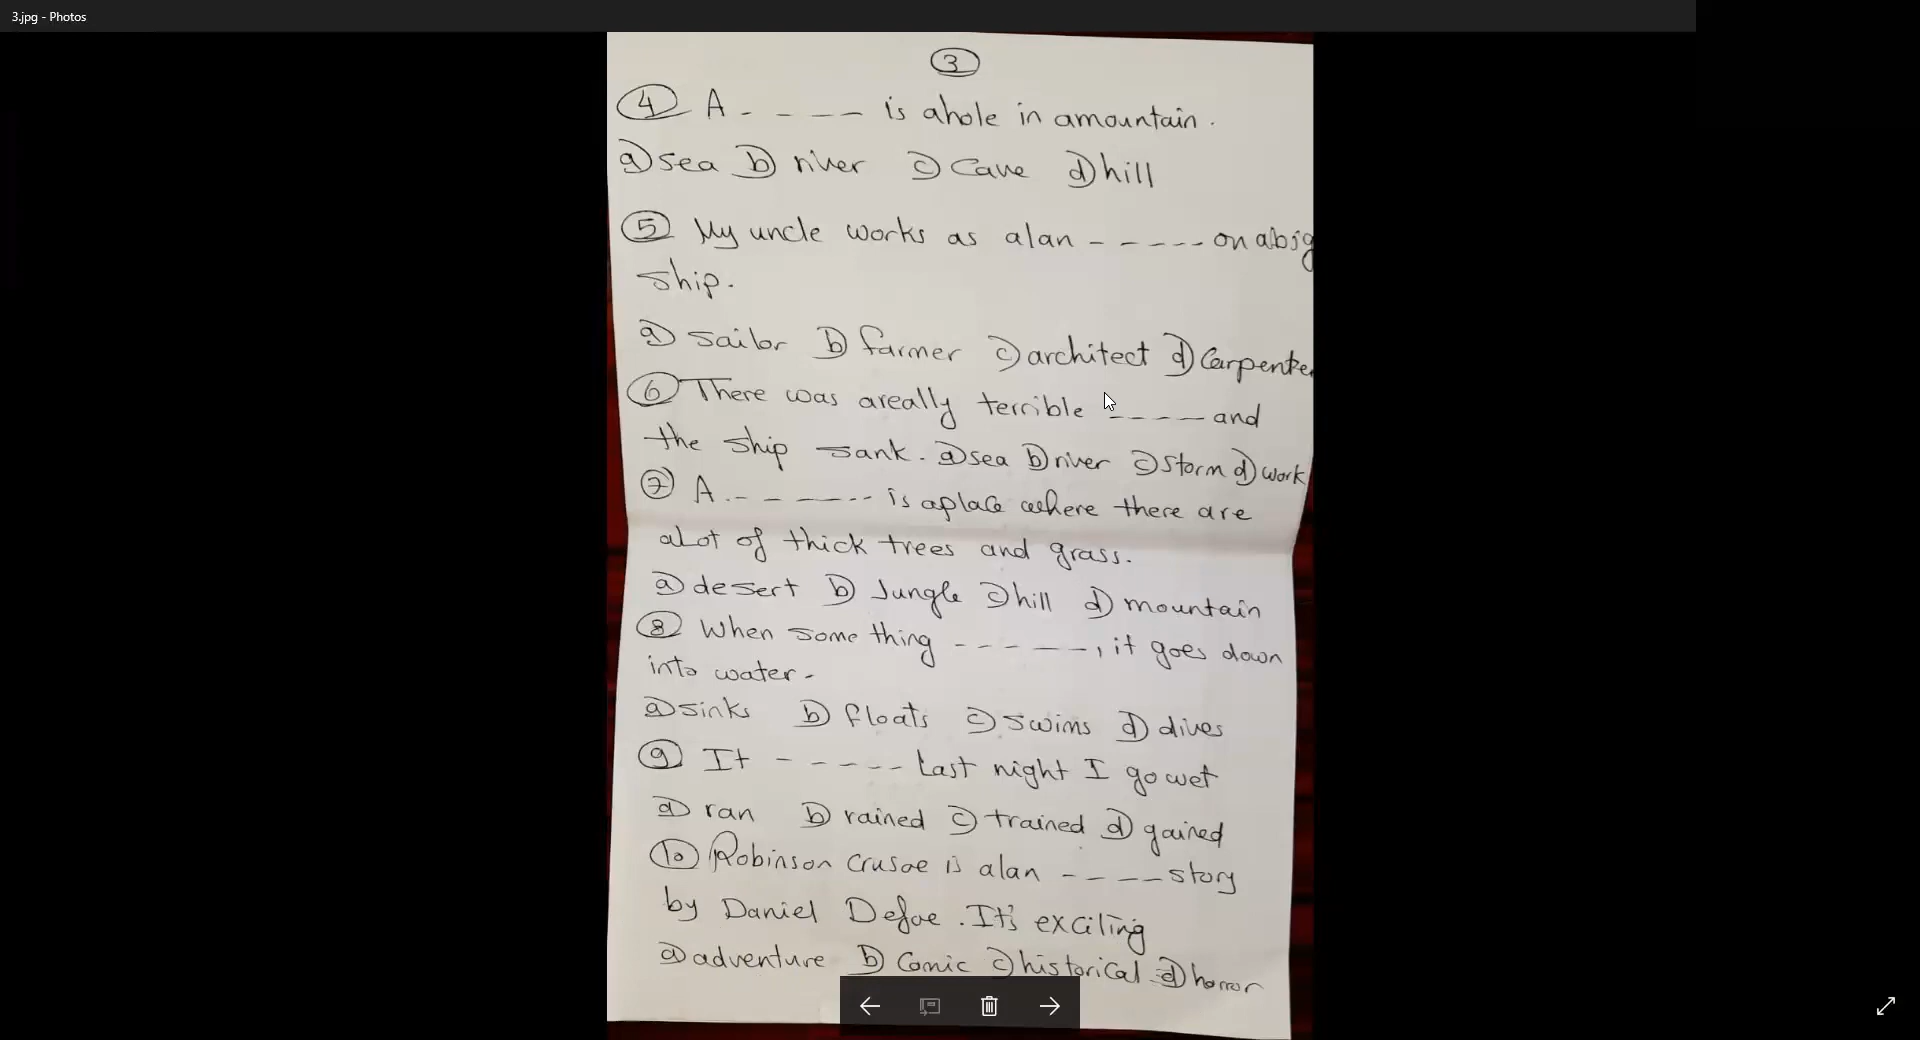 3.jpg - Photos
3
4 A - - - - is ahole in amountain.
a) sea b) river c) cave d) hill
5 My uncle works as alan - - - - - on abig
ship.
a) sailor b) farmer c) architect d) Carpenter
6 There was areally terrible - - - - and
the ship sank. a) sea b) river c) storm d) work
7 A - - - - - - is aplace where there are
aLot of thick trees and grass.
a) desert b) Jungle c) hill d) mountain
8 When some thing - - - - -, it goes down
into water.
a) sinks b) floats c) swims d) dives
9 It - - - - - Last night I go wet
a) ran b) rained c) trained d) gained
10 Robinson Crusoe is alan - - - - story
by Daniel Defoe. It's exciting
a) adventure b) Comic c) historical d) horror